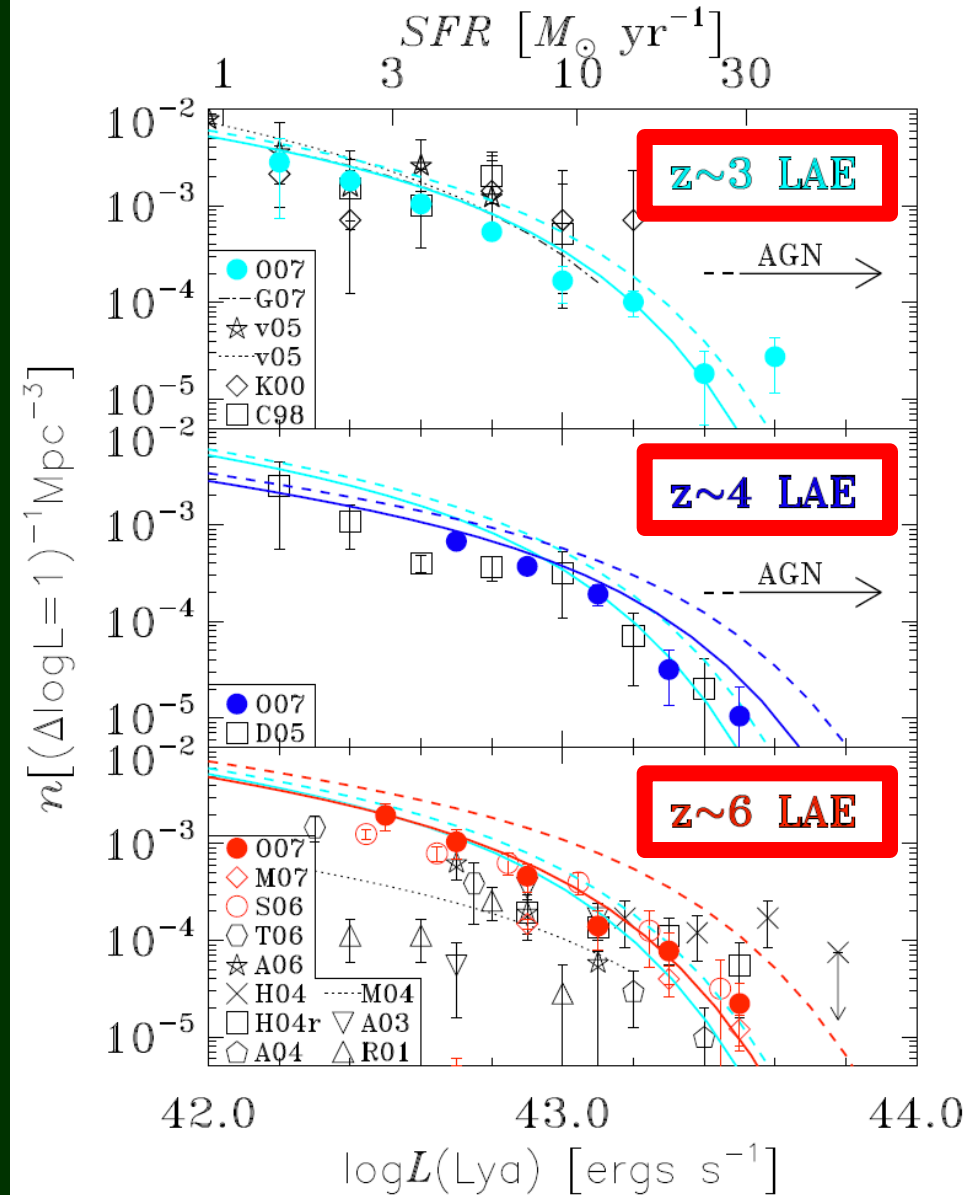 SFR [M☉ yr⁻¹]
1 3 10 30
10⁻²
z~3 LAE
10⁻³
AGN
O07
G07
10⁻⁴
v05
v05
K00
10⁻⁵
C98
10⁻²
z~4 LAE
10⁻³
AGN
10⁻⁴
O07
10⁻⁵
D05
10⁻²
z~6 LAE
10⁻³
O07
M07
S06
10⁻⁴
T06
A06
H04 M04
H04r A03
10⁻⁵
A04 R01
n[(ΔlogL=1)⁻¹Mpc⁻³]
42.0 43.0 44.0
logL(Lya) [ergs s⁻¹]